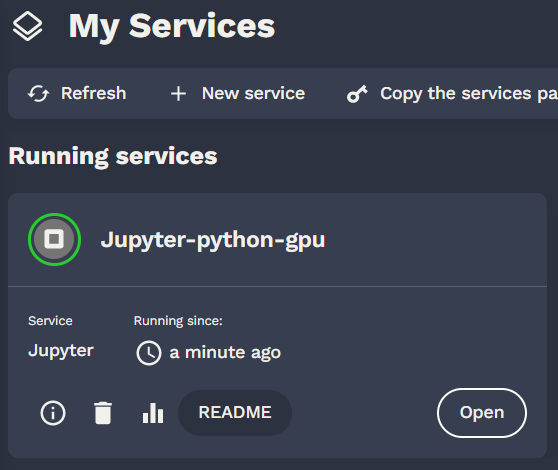 My Services
Refresh
New service
Copy the services pa
Running services
Jupyter-python-gpu
Service
Running since:
Jupyter
a minute ago
README
Open